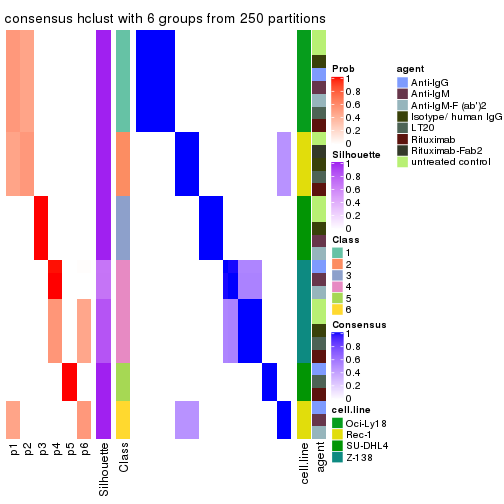 consensus hclust with 6 groups from 250 partitions
Prob
1
0.8
0.6
0.4
0.2
0
Silhouette
1
0.8
0.6
0.4
0.2
0
Class
1
2
3
4
5
6
Consensus
1
0.8
0.6
0.4
0.2
0
cell.line
Oci-Ly18
Rec-1
SU-DHL4
Z-138
agent
Anti-IgG
Anti-IgM
Anti-IgM-F (ab')2
Isotype/ human IgG
LT20
Rituximab
Rituximab-Fab2
untreated control
p1
p2
p3
p4
p5
p6
Silhouette
Class
cell.line
agent